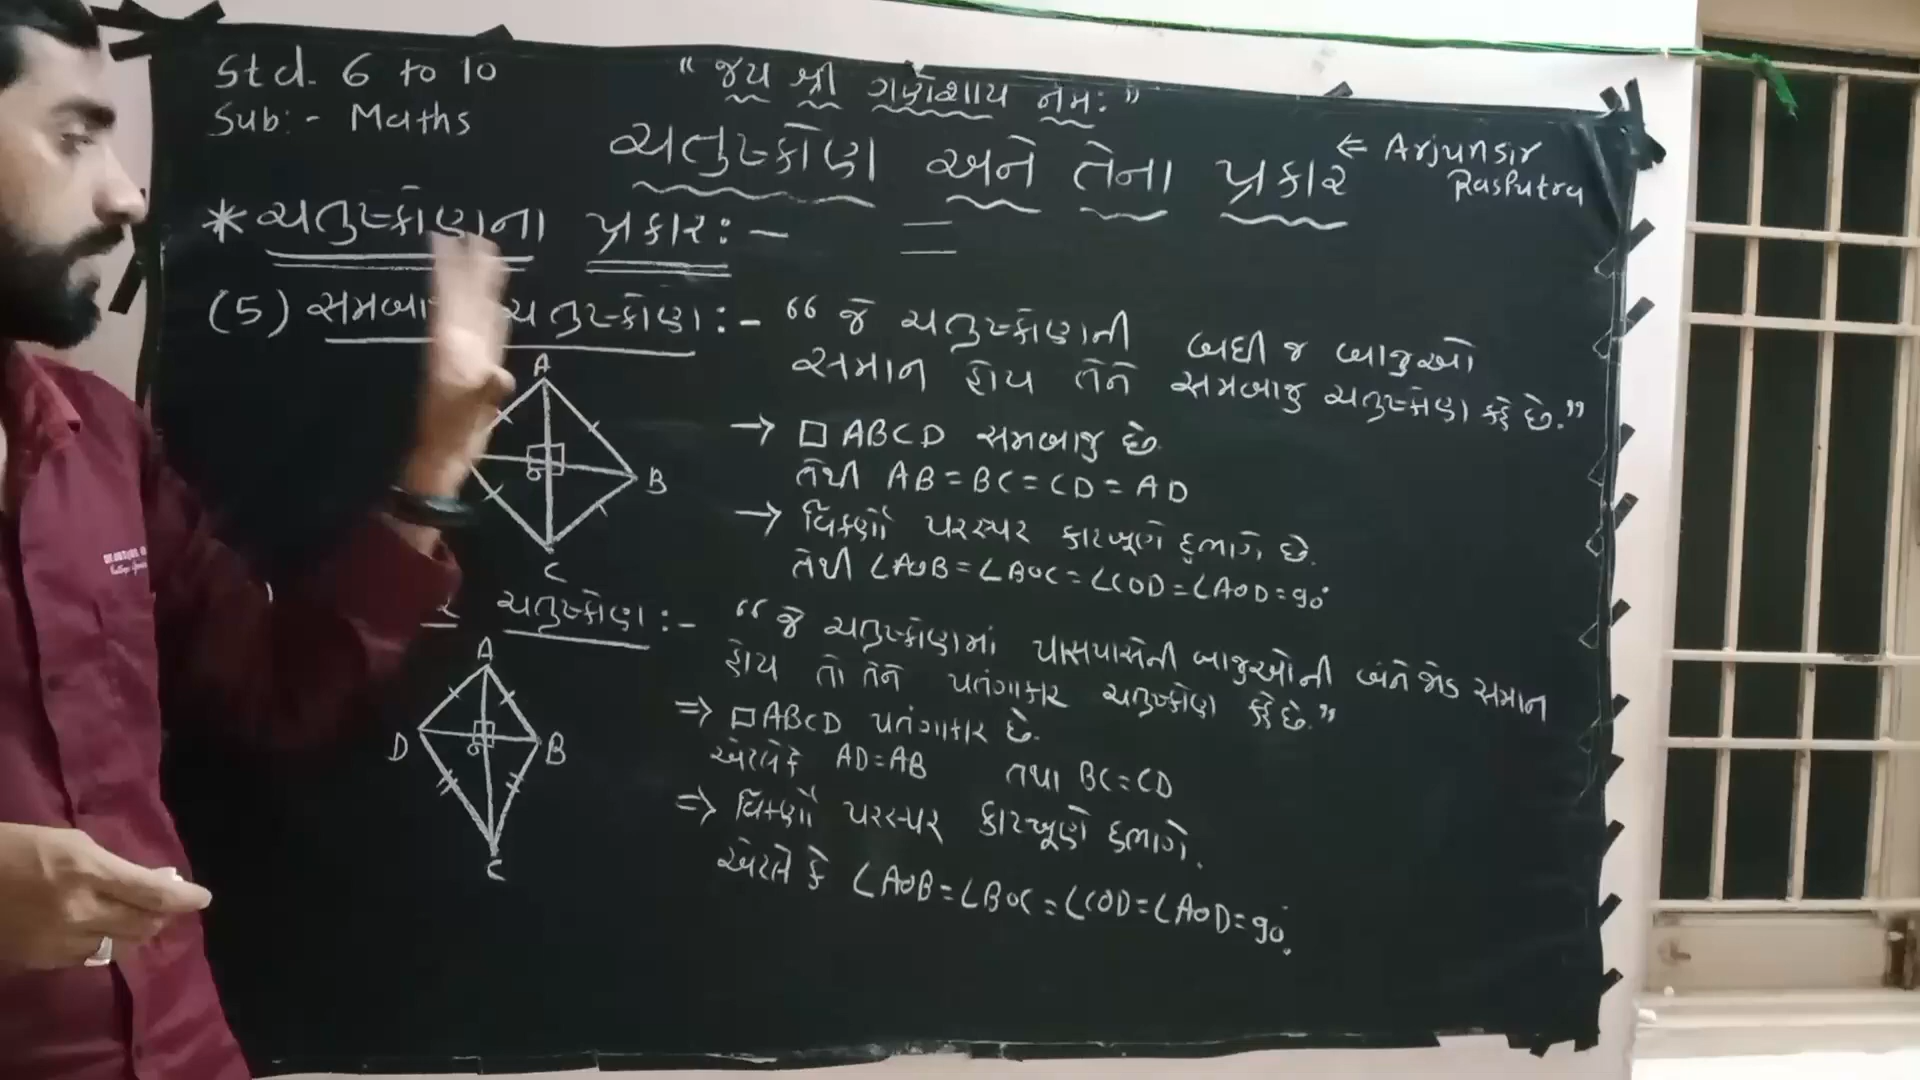 Std. 6 to 10
Sub:- Maths
"જય શ્રી ગણેશાય નમ:"
ચતુષ્કોણ અને તેના પ્રકાર
⇐ Arjunsir
Rasputra
* ચતુષ્કોણના પ્રકાર:-
(5) સમબા ચતુષ્કોણ:- "જે ચતુષ્કોણની બધી જ બાજુઓ
સમાન હોય તેને સમબાજુ ચતુષ્કોણ કહે છે."
A
B
C
→ □ABCD સમબાજુ છે.
તેથી AB = BC = CD = AD
→ વિકર્ણો પરસ્પર કાટખૂણે દુભાગે છે.
તેથી ∠AOB = ∠BOC = ∠COD = ∠AOD = 90°
ચતુષ્કોણ:- "જે ચતુષ્કોણમાં પાસપાસેની બાજુઓની બંને જોડ સમાન
હોય તો તેને પતંગાકાર ચતુષ્કોણ કહે છે."
A
D
B
C
⇒ □ABCD પતંગાકાર છે.
એટલે કે AD=AB તથા BC=CD
⇒ વિકર્ણો પરસ્પર કાટખૂણે દુભાગે.
એટલે કે ∠AOB=∠BOC=∠COD=∠AOD=90°.